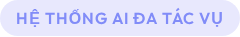 HỆ THỐNG AI ĐA TÁC VỤ